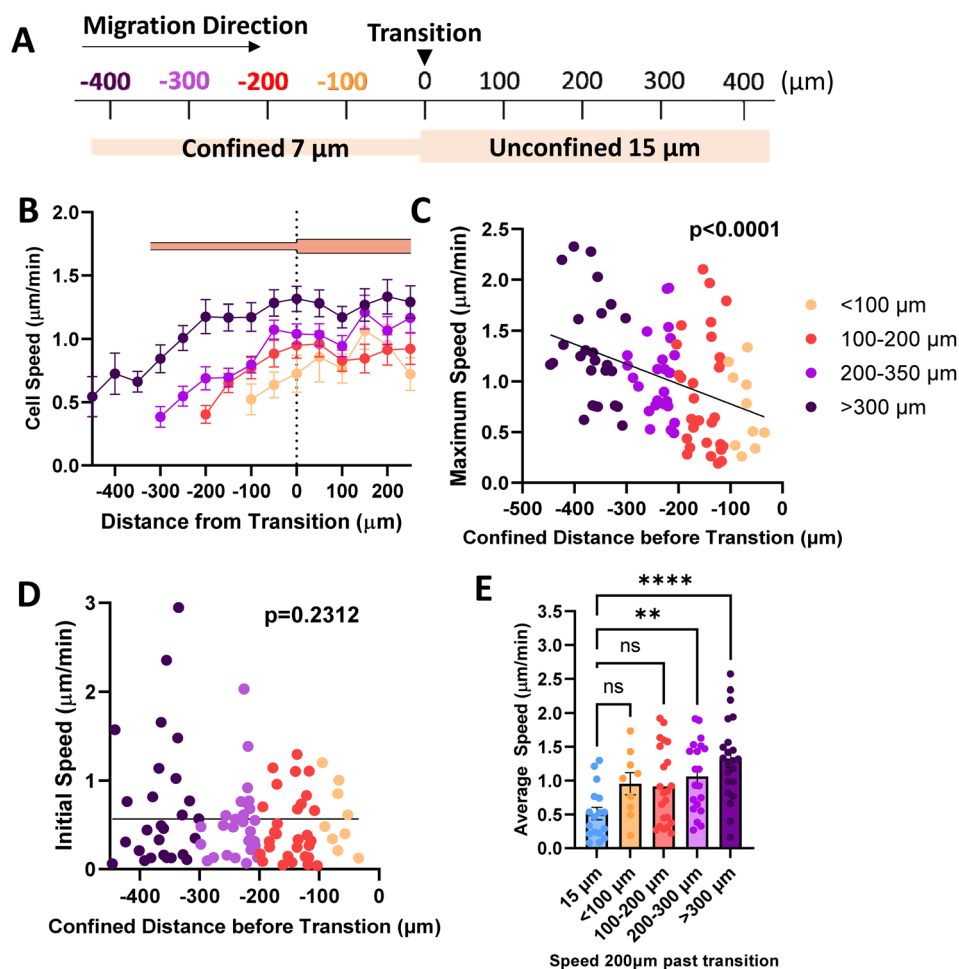 A
Migration Direction
Transition
-400 -300 -200 -100 0 100 200 300 400 (μm)
Confined 7 μm
Unconfined 15 μm
B
Cell Speed (μm/min)
2.0
1.5
1.0
0.5
0.0
-400 -300 -200 -100 0 100 200
Distance from Transition (μm)
C
p<0.0001
Maximum Speed (μm/min)
2.5
2.0
1.5
1.0
0.5
0.0
-500 -400 -300 -200 -100 0
Confined Distance before Transtion (μm)
<100 μm
100-200 μm
200-350 μm
>300 μm
D
p=0.2312
Initial Speed (μm/min)
3
2
1
0
-400 -300 -200 -100 0
Confined Distance before Transtion (μm)
E
****
**
ns
ns
Average Speed (μm/min)
3.5
3.0
2.5
2.0
1.5
1.0
0.5
0.0
15 μm
<100 μm
100-200 μm
200-300 μm
>300 μm
Speed 200μm past transition